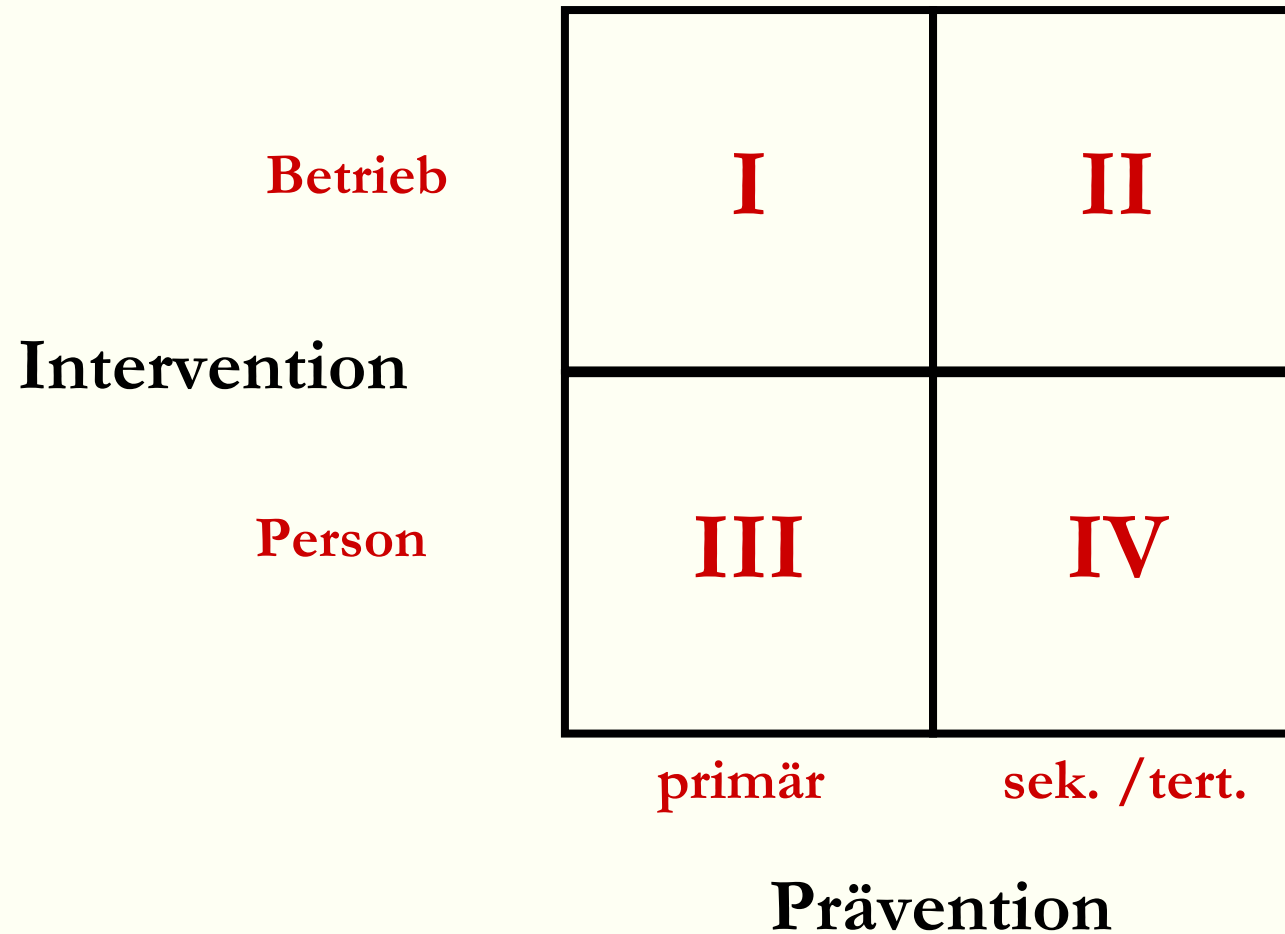 Betrieb I II
Intervention
Person III IV
primär sek. /tert.
Prävention